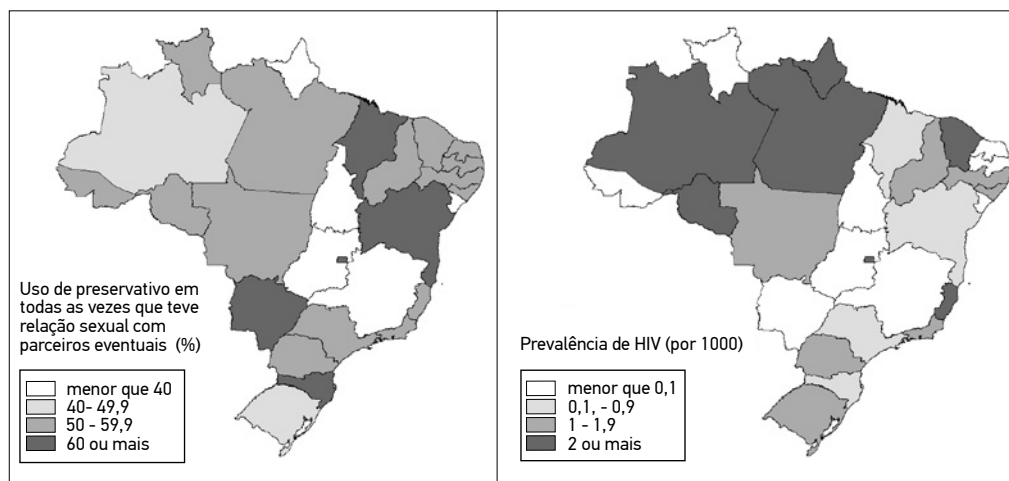 Uso de preservativo em
todas as vezes que teve
relação sexual com
parceiros eventuais (%)
menor que 40
40- 49,9
50 - 59,9
60 ou mais
Prevalência de HIV (por 1000)
menor que 0,1
0,1, - 0,9
1 - 1,9
2 ou mais